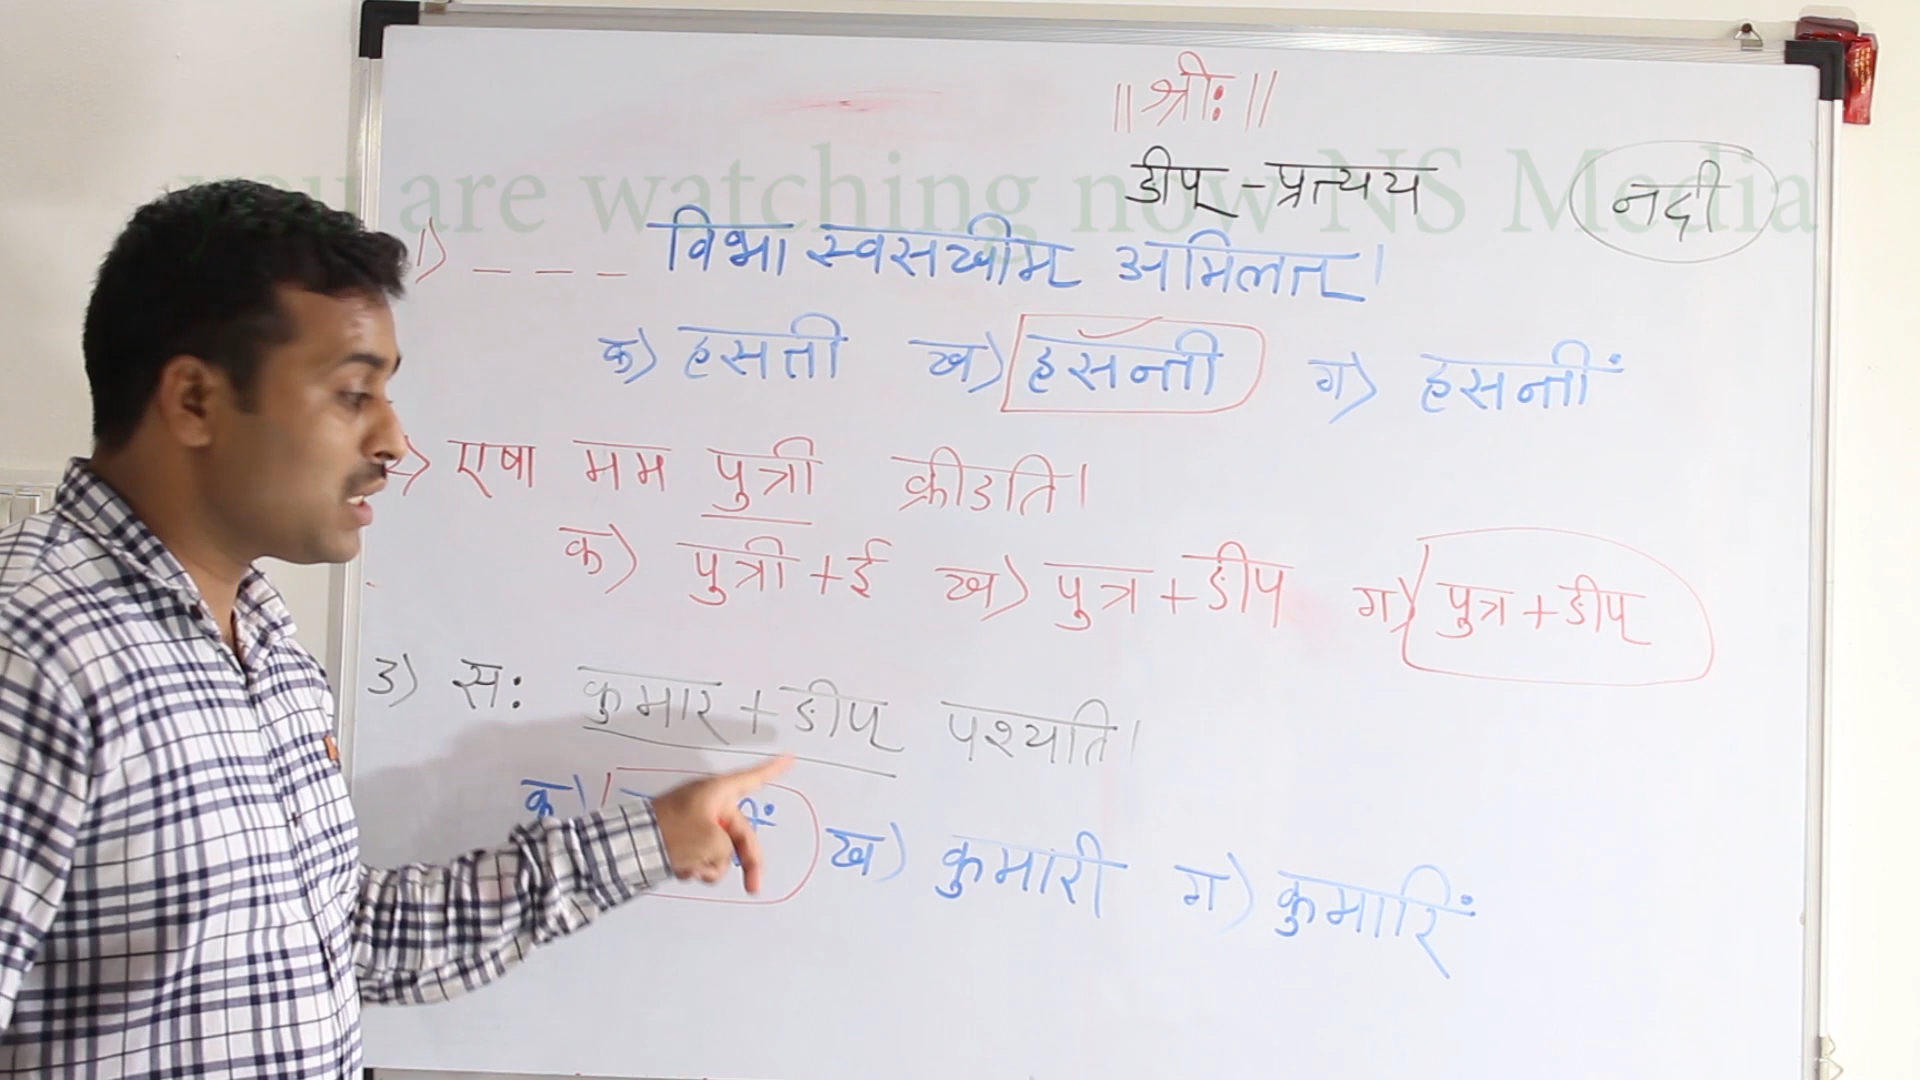 ॥ श्रीः ॥
ङीप् - प्रत्यय
नदी
you are watching now NS Media
1) ---- विभा स्वसखीम् अमिलत् ।
क) हसती ख) हसन्ती ग) हसन्तीं
2) एषा मम पुत्री क्रीडति ।
क) पुत्री + ई ख) पुत्र + ङीप ग) पुत्र + ङीप्
3) सः कुमार + ङीप् पश्यति ।
क) ख) कुमारी ग) कुमारिं